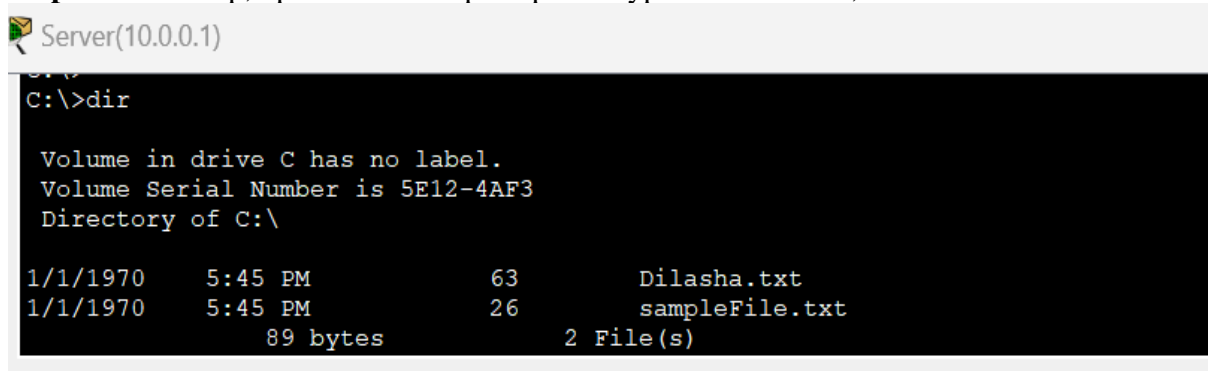 Server(10.0.0.1)
C:\>dir
Volume in drive C has no label.
Volume Serial Number is 5E12-4AF3
Directory of C:\
1/1/1970 5:45 PM 63 Dilasha.txt
1/1/1970 5:45 PM 26 sampleFile.txt
89 bytes 2 File(s)